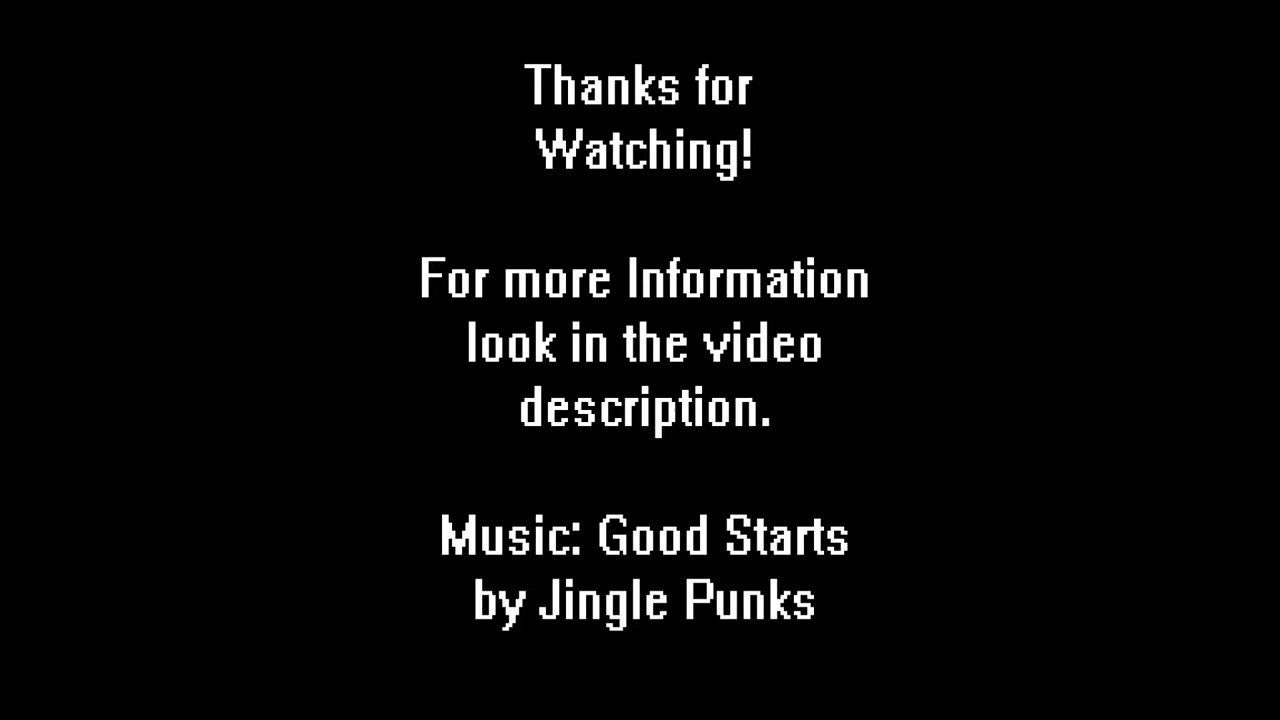 Thanks for
Watching!
For more Information
look in the video
description.
Music: Good Starts
by Jingle Punks